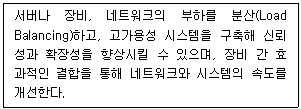 서버나 장비, 네트워크의 부하를 분산(Load
Balancing)하고, 고가용성 시스템을 구축해 신뢰
성과 확장성을 향상시킬 수 있으며, 장비 간 효
과적인 결합을 통해 네트워크와 시스템의 속도를
개선한다.